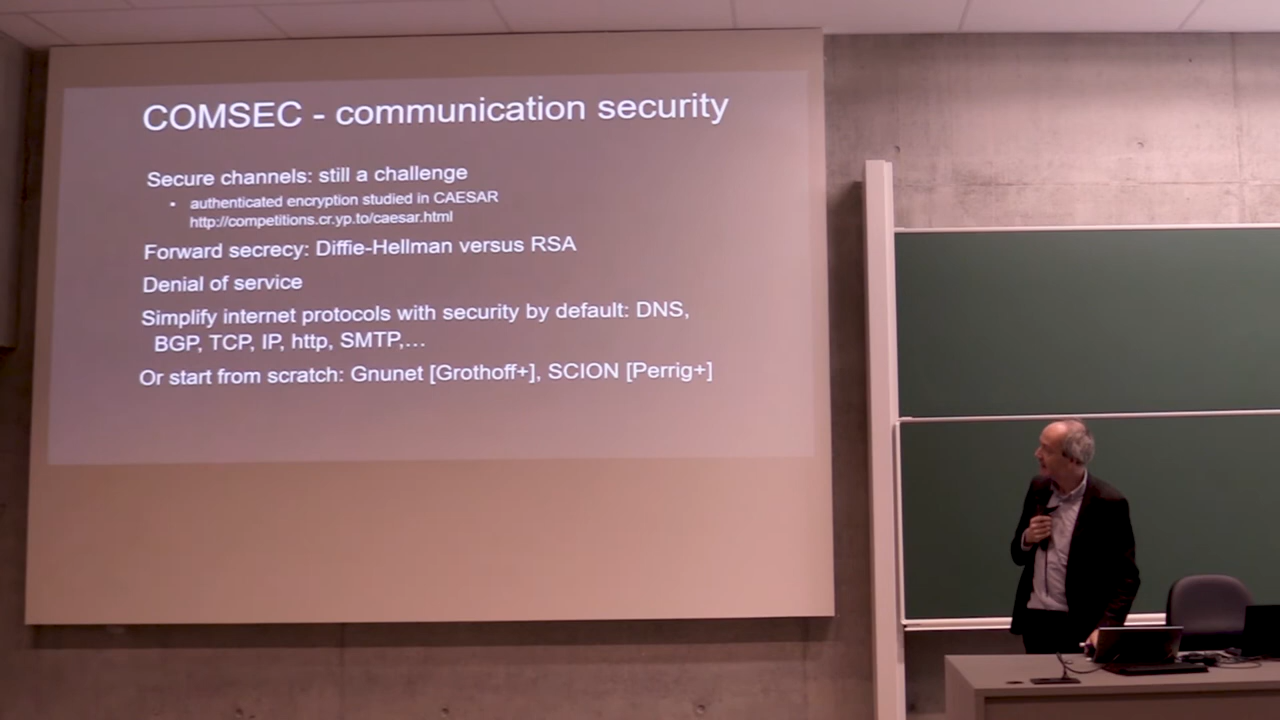 COMSEC - communication security
Secure channels: still a challenge
• authenticated encryption studied in CAESAR
http://competitions.cr.yp.to/caesar.html
Forward secrecy: Diffie-Hellman versus RSA
Denial of service
Simplify internet protocols with security by default: DNS,
BGP, TCP, IP, http, SMTP,…
Or start from scratch: Gnunet [Grothoff+], SCION [Perrig+]